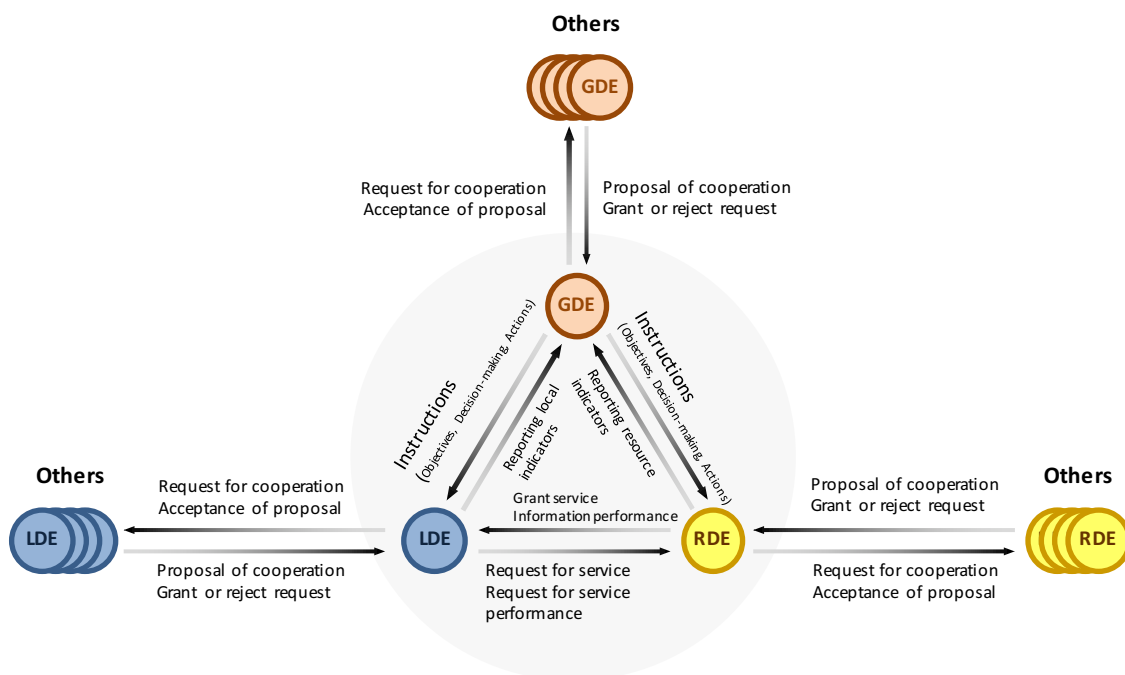 Others
GDE
Request for cooperation
Acceptance of proposal
Proposal of cooperation
Grant or reject request
GDE
Instructions
(Objectives, Decision-making, Actions)
Reporting local
indicators
Instructions
(Objectives, Decision-making, Actions)
Reporting resource
indicators
Others
LDE
Request for cooperation
Acceptance of proposal
Proposal of cooperation
Grant or reject request
LDE
Grant service
Information performance
Request for service
Request for service
performance
RDE
Proposal of cooperation
Grant or reject request
Request for cooperation
Acceptance of proposal
Others
RDE